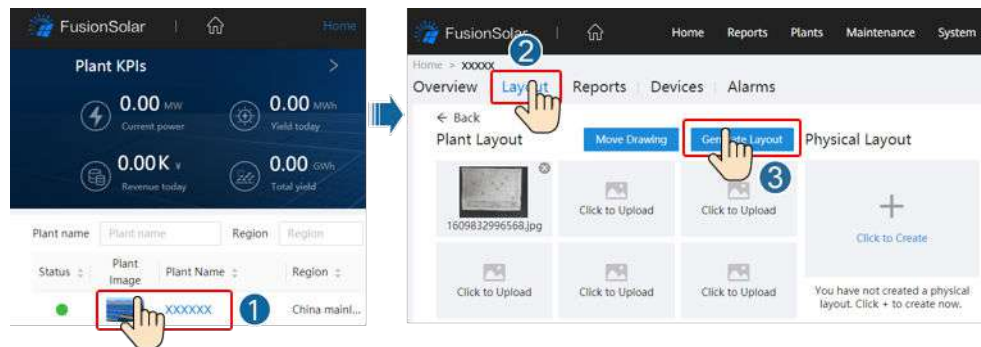 FusionSolar
Home
Plant KPIs >
0.00 MW
Current power
0.00 MWh
Yield today
0.00K ¥
Revenue today
0.00 GWh
Total yield
Plant name Plant name Region Region
Status Plant Image Plant Name Region
XXXXXX 1 China mainl...
FusionSolar
Home Reports Plants Maintenance System
Home > XXXXX
2
Overview Layout Reports Devices Alarms
← Back
Plant Layout Move Drawing Generate Layout Physical Layout
3
1609832996568.jpg
Click to Upload
Click to Upload
Click to Create
Click to Upload
Click to Upload
Click to Upload
You have not created a physical
layout. Click + to create now.